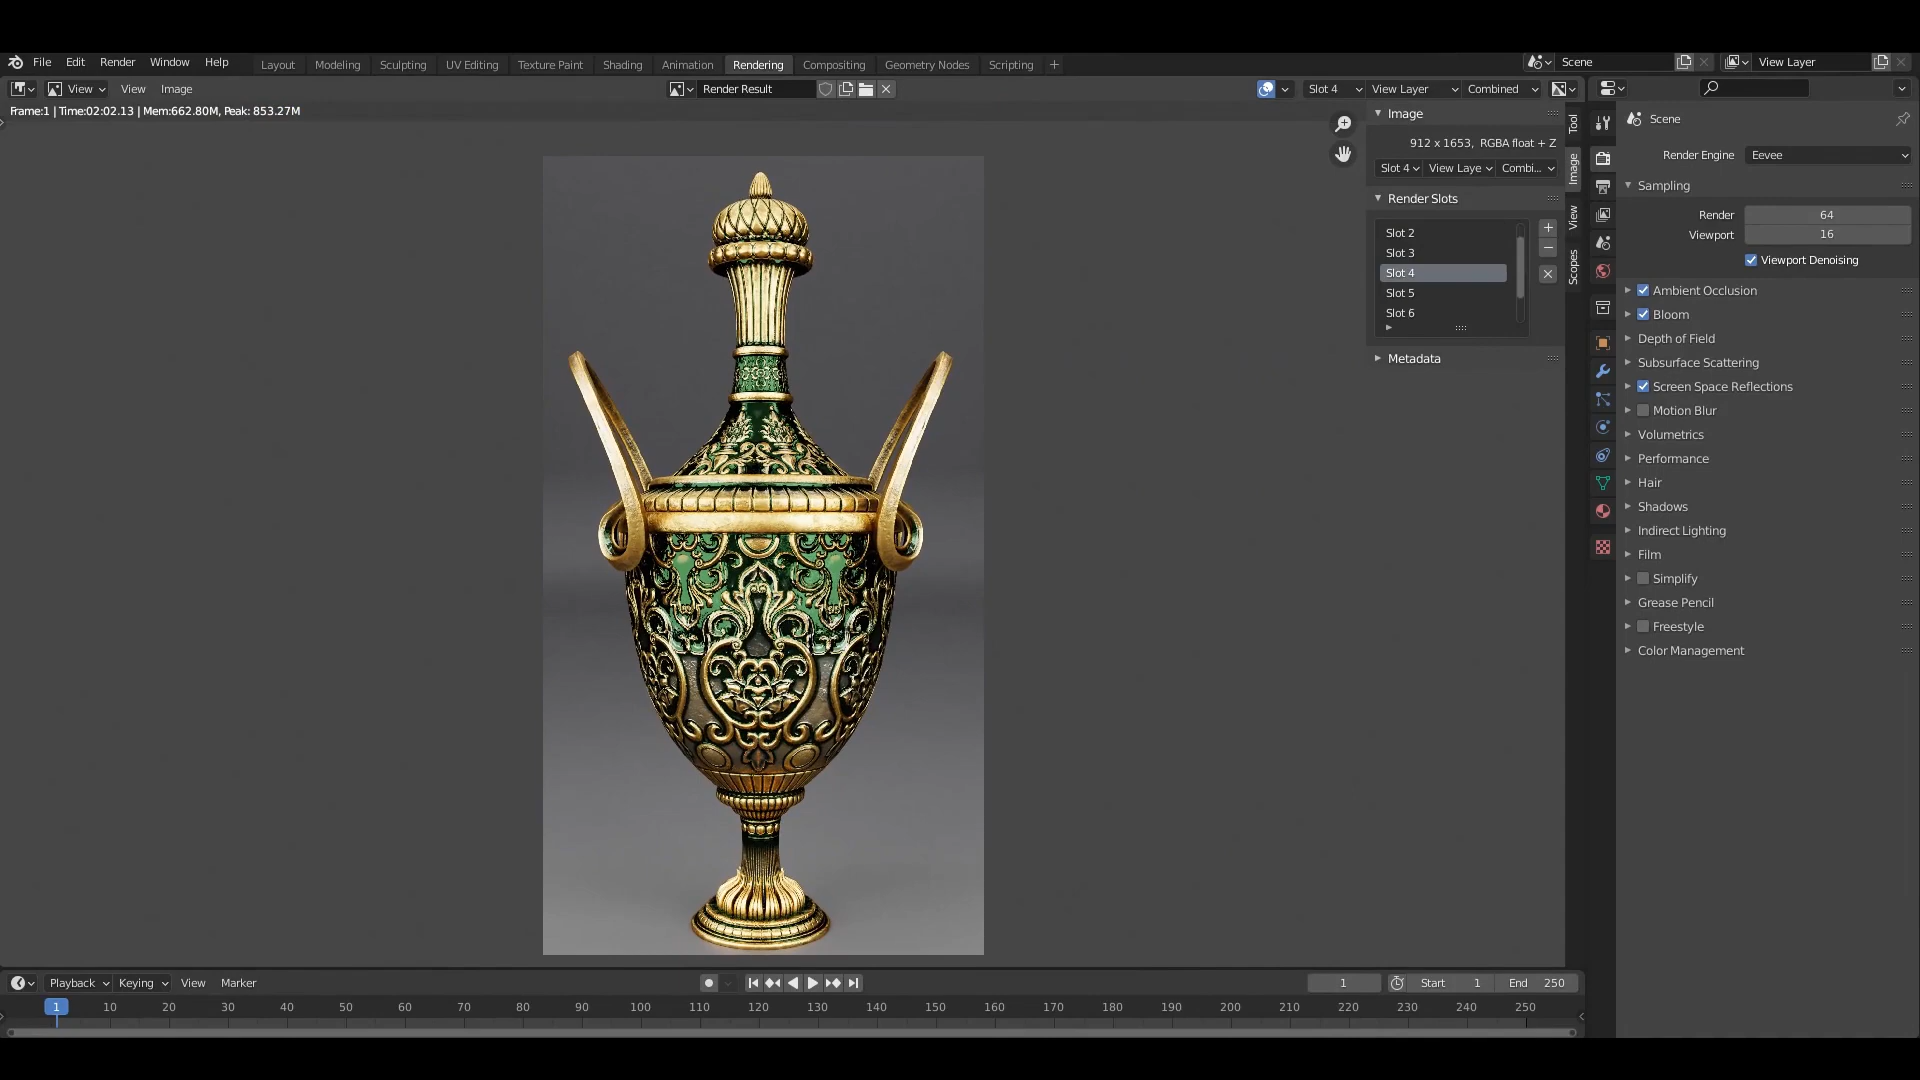 File Edit Render Window Help Layout Modeling Sculpting UV Editing Texture Paint Shading Animation Rendering Compositing Geometry Nodes Scripting + Scene View Layer
View View Image Render Result Slot 4 View Layer Combined
Frame:1 | Time:02:02.13 | Mem:662.80M, Peak: 853.27M
Image
912 x 1653, RGBA float + Z
Slot 4 View Laye Combi...
Render Slots
Slot 2
Slot 3
Slot 4
Slot 5
Slot 6
Metadata
Tool
Image
View
Scopes
Scene
Render Engine Eevee
Sampling
Render 64
Viewport 16
Viewport Denoising
Ambient Occlusion
Bloom
Depth of Field
Subsurface Scattering
Screen Space Reflections
Motion Blur
Volumetrics
Performance
Hair
Shadows
Indirect Lighting
Film
Simplify
Grease Pencil
Freestyle
Color Management
Playback Keying View Marker 1 Start 1 End 250
1 10 20 30 40 50 60 70 80 90 100 110 120 130 140 150 160 170 180 190 200 210 220 230 240 250